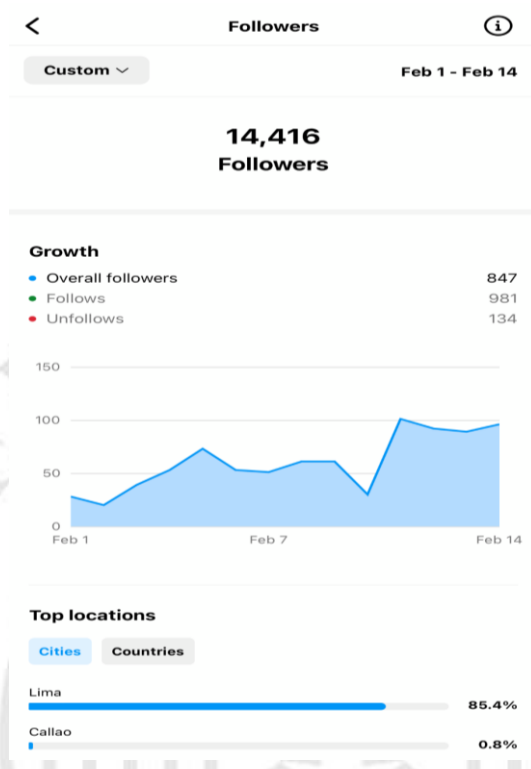 Followers
Custom
Feb 1 - Feb 14
14,416
Followers
Growth
Overall followers 847
Follows 981
Unfollows 134
150
100
50
0
Feb 1 Feb 7 Feb 14
Top locations
Cities Countries
Lima
85.4%
Callao
0.8%